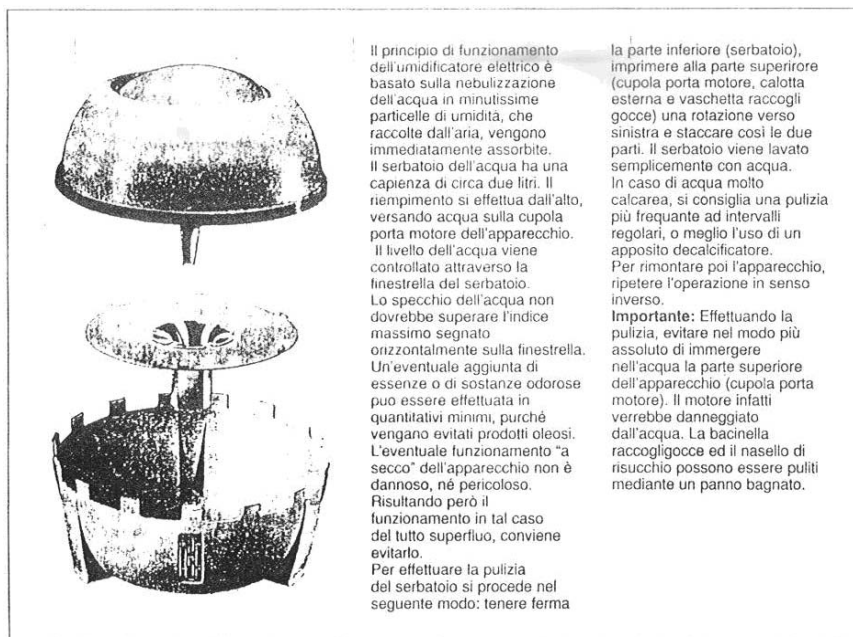 Il principio di funzionamento
dell'umidificatore elettrico è
basato sulla nebulizzazione
dell'acqua in minutissime
particelle di umidità, che
raccolte dall'aria, vengono
immediatamente assorbite.
Il serbatoio dell'acqua ha una
capienza di circa due litri. Il
riempimento si effettua dall'alto,
versando acqua sulla cupola
porta motore dell'apparecchio.
Il livello dell'acqua viene
controllato attraverso la
finestrella del serbatoio.
Lo specchio dell'acqua non
dovrebbe superare l'indice
massimo segnato
orizzontalmente sulla finestrella.
Un'eventuale aggiunta di
essenze o di sostanze odorose
puo essere effettuata in
quantitativi minimi, purché
vengano evitati prodotti oleosi.
L'eventuale funzionamento "a
secco" dell'apparecchio non è
dannoso, né pericoloso.
Risultando però il
funzionamento in tal caso
del tutto superfluo, conviene
evitarlo.
Per effettuare la pulizia
del serbatoio si procede nel
seguente modo: tenere ferma
la parte inferiore (serbatoio),
imprimere alla parte superirore
(cupola porta motore, calotta
esterna e vaschetta raccogli
gocce) una rotazione verso
sinistra e staccare così le due
parti. Il serbatoio viene lavato
semplicemente con acqua.
In caso di acqua molto
calcarea, si consiglia una pulizia
più frequante ad intervalli
regolari, o meglio l'uso di un
apposito decalcificatore.
Per rimontare poi l'apparecchio,
ripetere l'operazione in senso
inverso.
Importante: Effettuando la
pulizia, evitare nel modo più
assoluto di immergere
nell'acqua la parte superiore
dell'apparecchio (cupola porta
motore). Il motore infatti
verrebbe danneggiato
dall'acqua. La bacinella
raccogligocce ed il nasello di
risucchio possono essere puliti
mediante un panno bagnato.